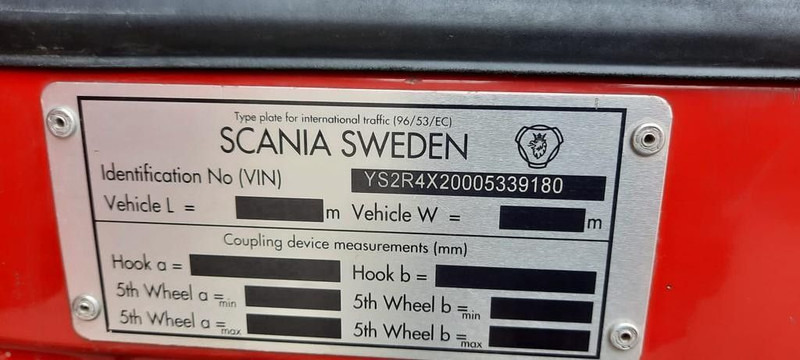 Type plate for international traffic (96/53/EC)
SCANIA SWEDEN
Identification No (VIN) YS2R4X20005339180
Vehicle L = m Vehicle W = m
Coupling device measurements (mm)
Hook a = Hook b =
5th Wheel a =min 5th Wheel b =min
5th Wheel a =max 5th Wheel b =max